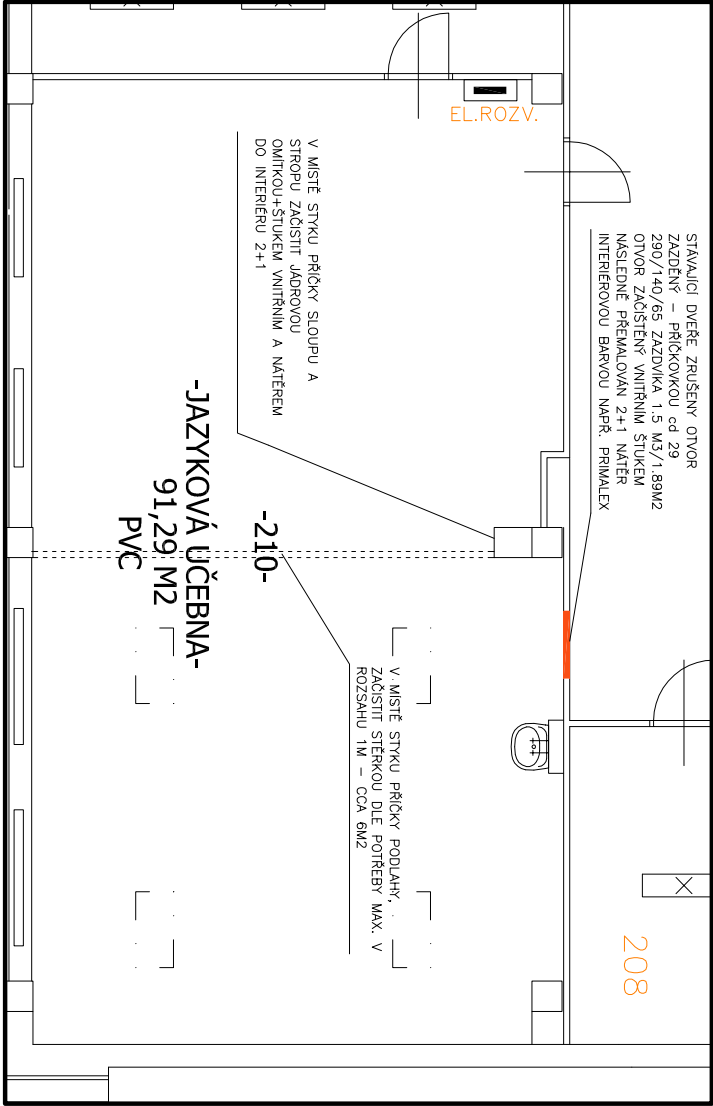 STÁVAJÍCÍ DVEŘE ZRUŠENY OTVOR
ZAZDĚNÝ – PŘÍČKOVKOU cd 29
290/140/65 ZAZDÍVKA 1.5 M3/1.89M2
OTVOR ZAČIŠTĚNÝ VNITŘNÍM ŠTUKEM
NÁSLEDNĚ PŘEMALOVÁN 2+1 NÁTĚR
INTERIÉROVOU BARVOU NAPŘ. PRIMALEX
EL.ROZV.
V MÍSTĚ STYKU PŘÍČKY SLOUPU A
STROPU ZAČISTIT JÁDROVOU
OMÍTKOU+ŠTUKEM VNITŘNÍM A NÁTĚREM
DO INTERIÉRU 2+1
-210-
-JAZYKOVÁ UČEBNA-
91,29 M2
PVC
V MÍSTĚ STYKU PŘÍČKY PODLAHY,
ZAČISTIT STĚRKOU DLE POTŘEBY MAX. V
ROZSAHU 1M – CCA 6M2
208